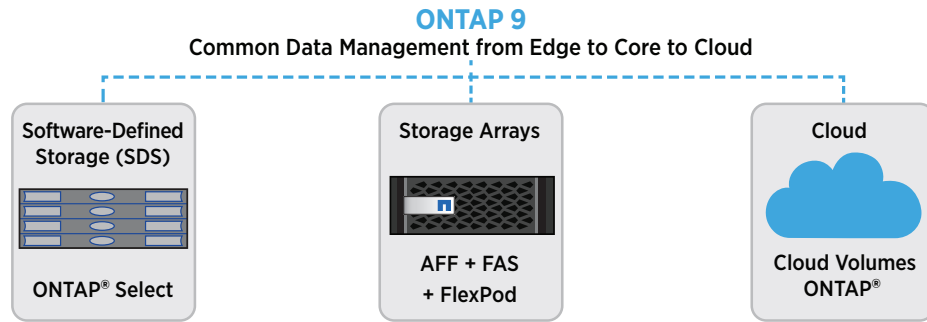 ONTAP 9
Common Data Management from Edge to Core to Cloud
Software-Defined
Storage (SDS)
ONTAP® Select
Storage Arrays
AFF + FAS
+ FlexPod
Cloud
Cloud Volumes
ONTAP®